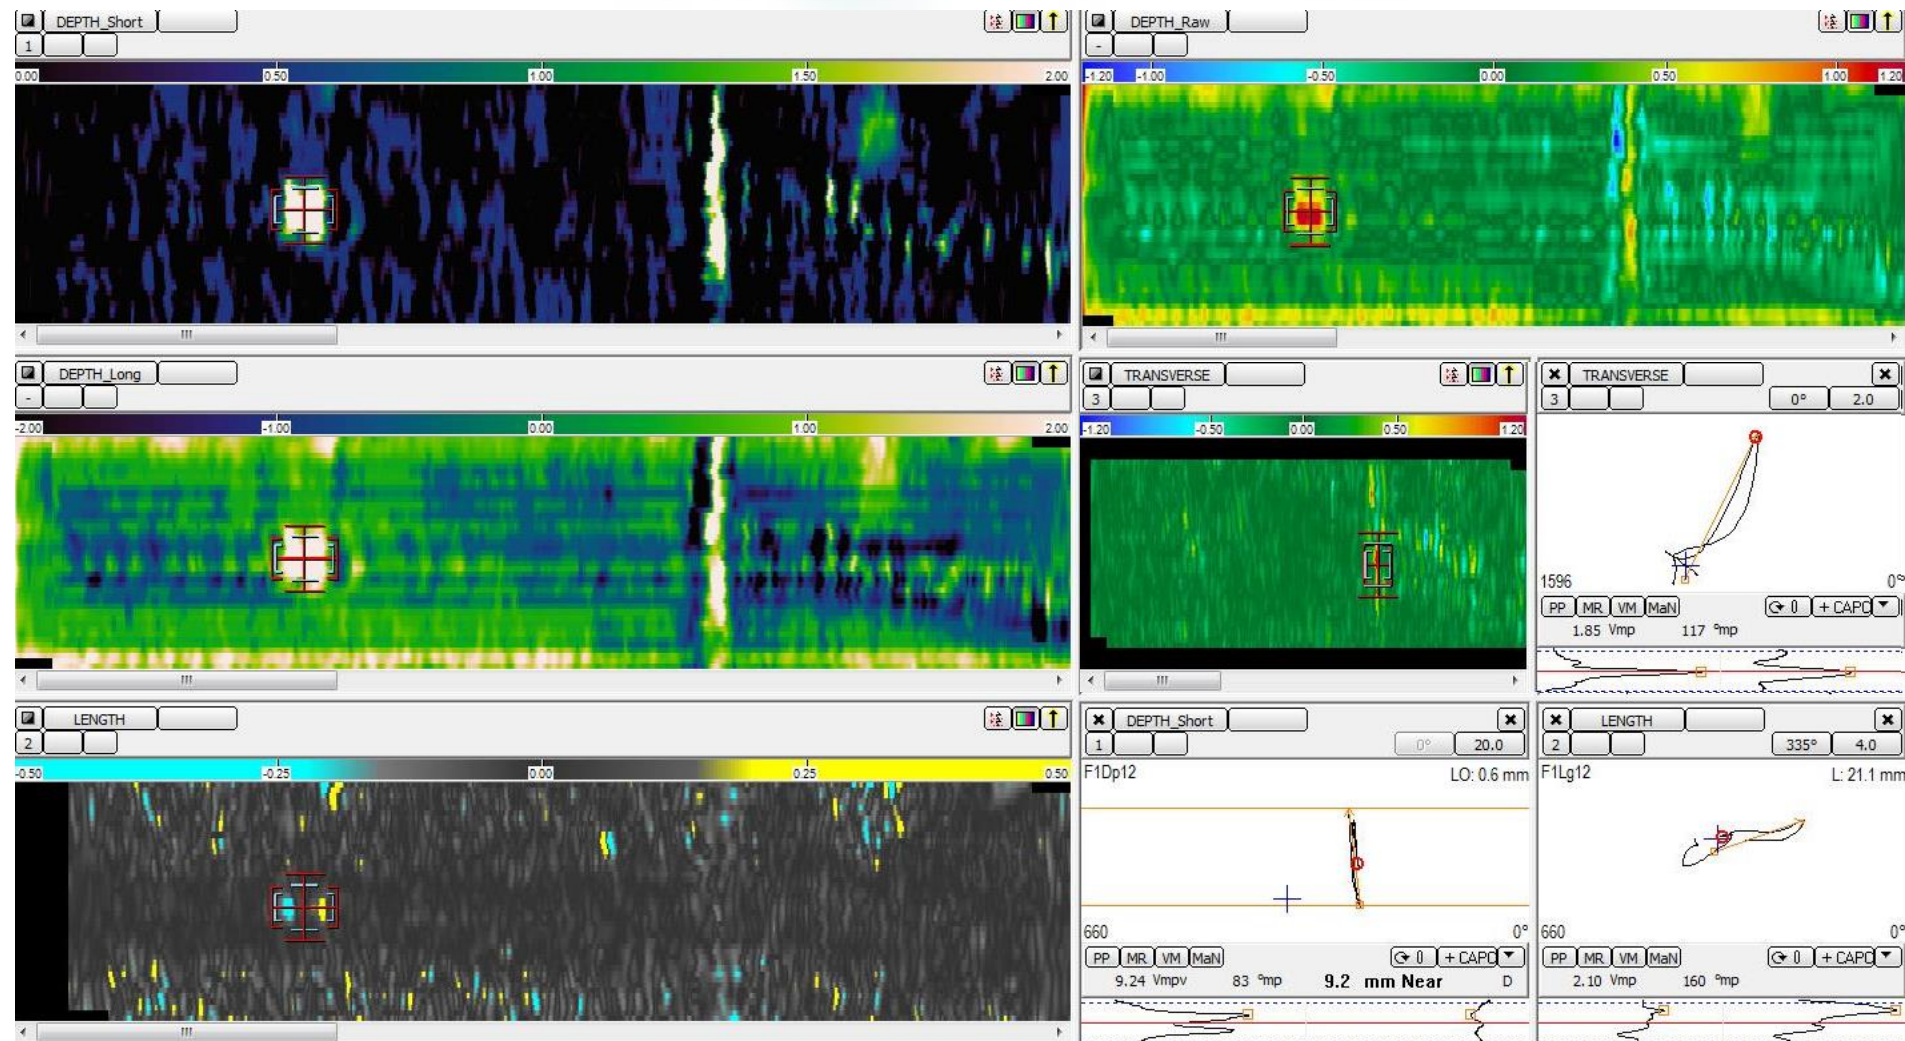 DEPTH_Short
1
0.00 0.50 1.00 1.50 2.00
DEPTH_Raw
-
-1.20 -1.00 -0.50 0.00 0.50 1.00 1.20
DEPTH_Long
-
-2.00 -1.00 0.00 1.00 2.00
TRANSVERSE
3
-1.20 -0.50 0.00 0.50 1.20
TRANSVERSE
3 0° 2.0
1596 0°
PP MR VM MaN 0 + CAPC
1.85 Vmp 117 °mp
LENGTH
2
-0.50 -0.25 0.00 0.25 0.50
DEPTH_Short
1 0° 20.0
F1Dp12 LO: 0.6 mm
660 0°
PP MR VM MaN 0 + CAPC
9.24 Vmpv 83 °mp 9.2 mm Near D
LENGTH
2 335° 4.0
F1Lg12 L: 21.1 mm
660 0°
PP MR VM MaN 0 + CAPC
2.10 Vmp 160 °mp